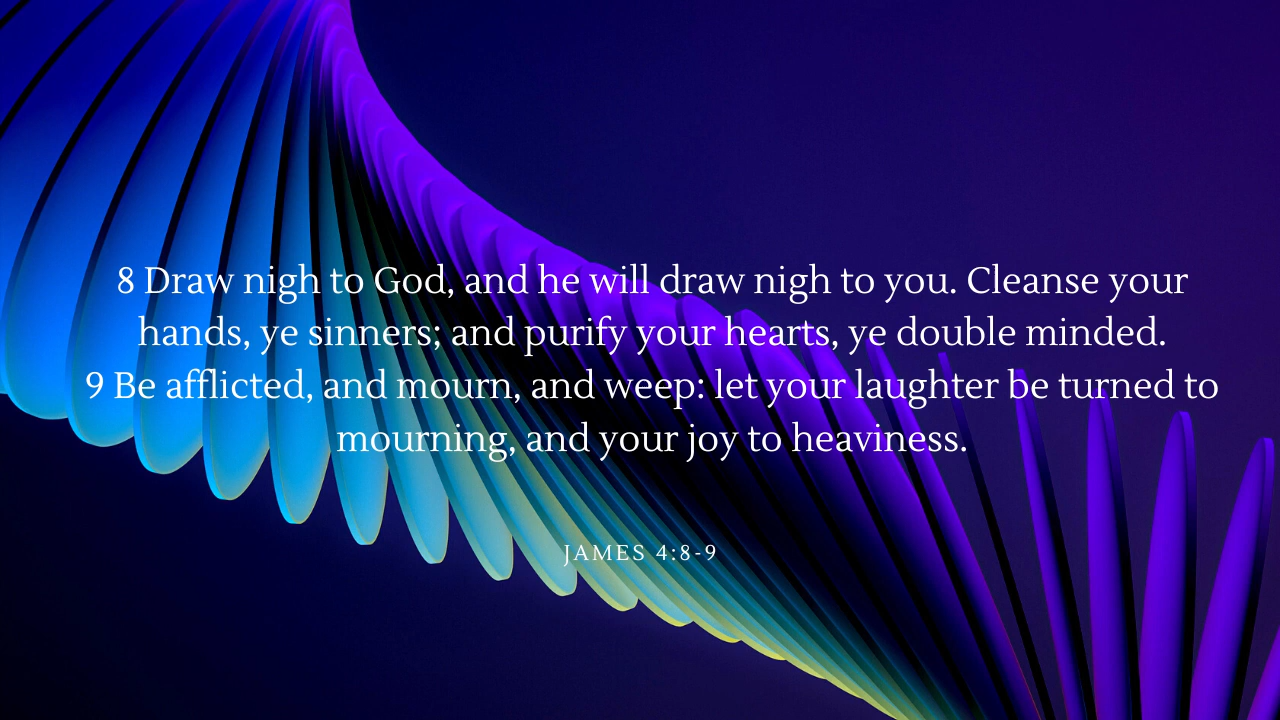 8 Draw nigh to God, and he will draw nigh to you. Cleanse your
hands, ye sinners; and purify your hearts, ye double minded.
9 Be afflicted, and mourn, and weep: let your laughter be turned to
mourning, and your joy to heaviness.
JAMES 4:8-9